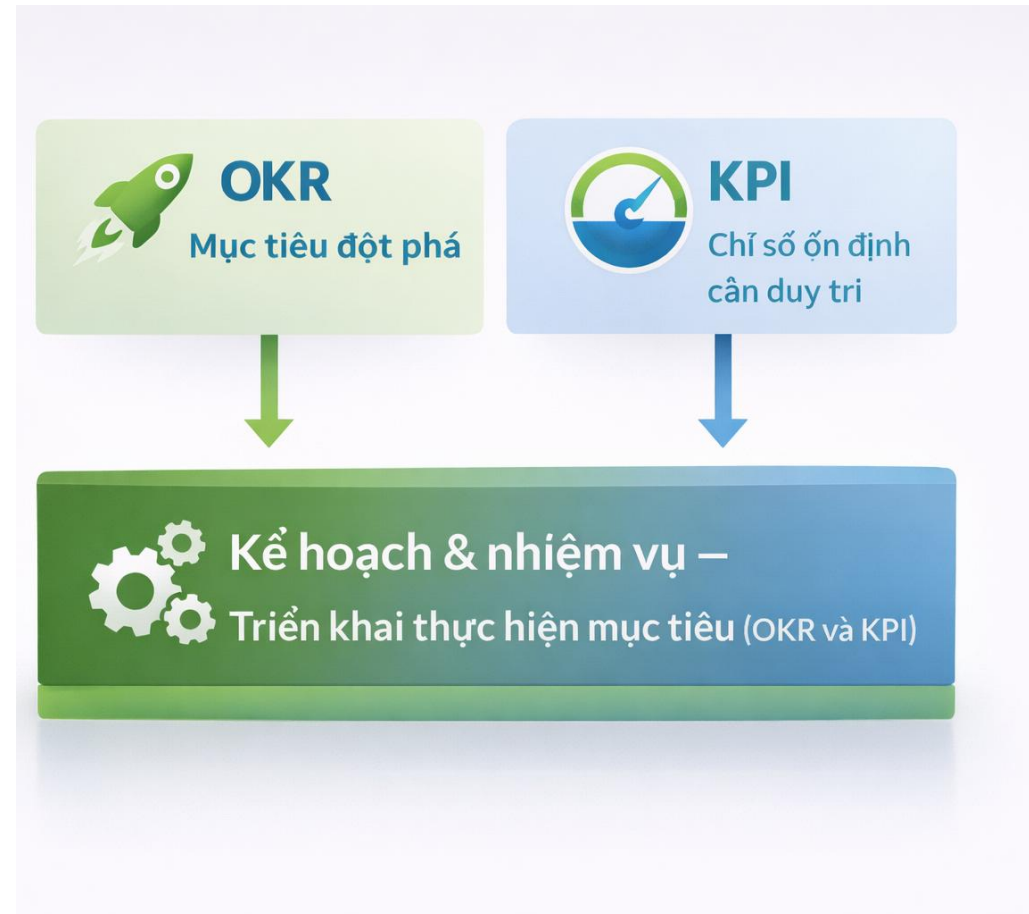 OKR
Mục tiêu đột phá
KPI
Chỉ số ổn định
cân duy tri
Kể hoạch & nhiệm vụ –
Triển khai thực hiện mục tiêu (OKR và KPI)